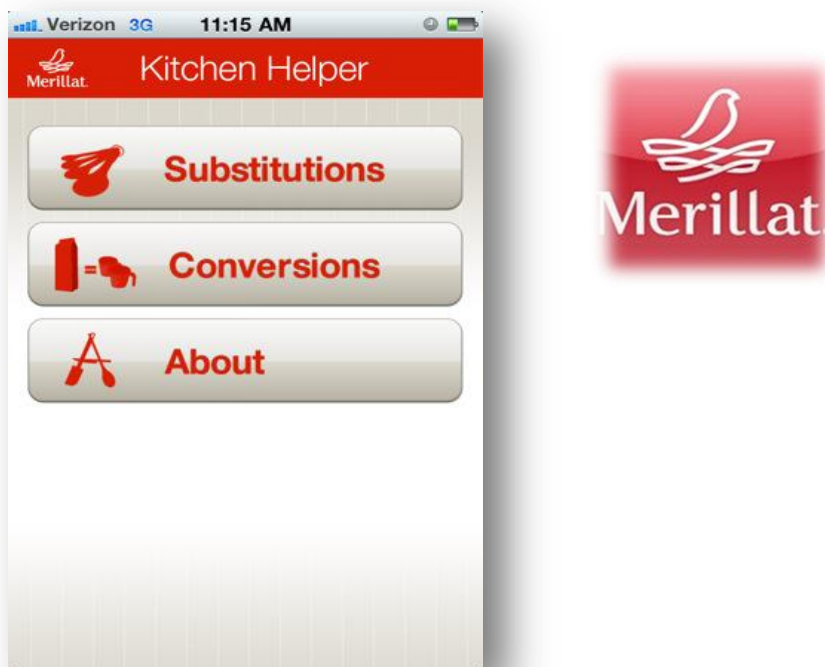 Verizon 3G 11:15 AM
Merillat. Kitchen Helper
Substitutions
Conversions
About
Merillat.